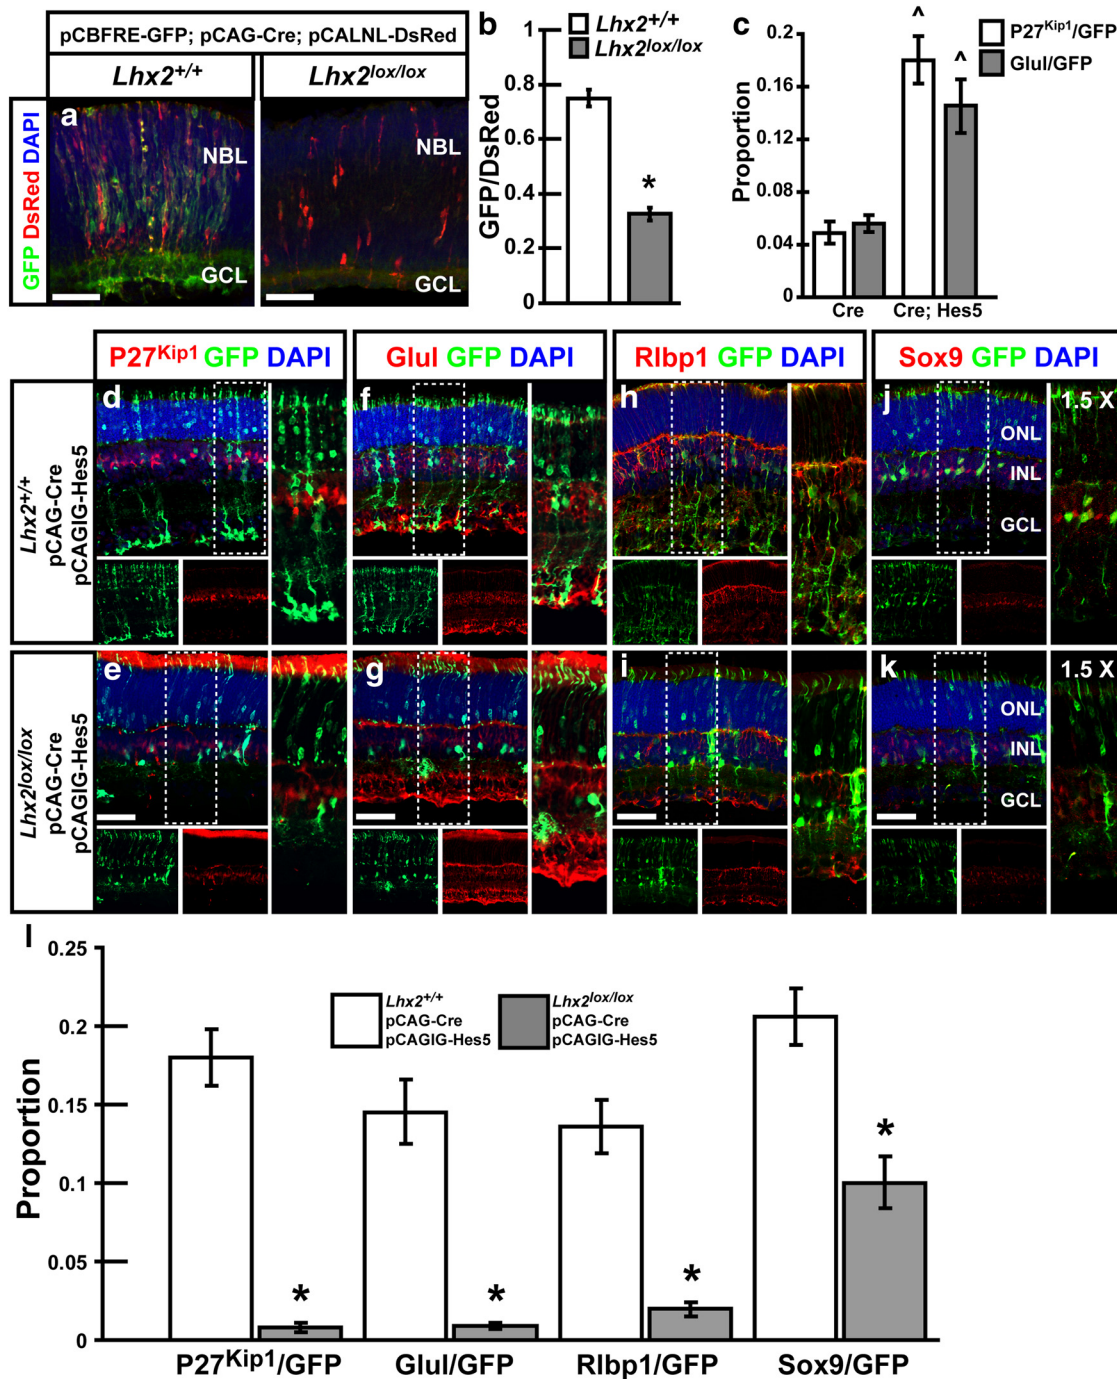 pCBFRE-GFP; pCAG-Cre; pCALNL-DsRed
Lhx2+/+ Lhx2lox/lox
GFP DsRed DAPI
a
NBL
GCL
NBL
GCL
b
Lhx2+/+
Lhx2lox/lox
GFP/DsRed
1
0.8
0.6
0.4
0.2
0
*
c
P27Kip1/GFP
Glul/GFP
Proportion
0.2
0.16
0.12
0.08
0.04
0
^
^
Cre
Cre; Hes5
P27Kip1 GFP DAPI
Glul GFP DAPI
Rlbp1 GFP DAPI
Sox9 GFP DAPI
Lhx2+/+
pCAG-Cre
pCAGIG-Hes5
d
f
h
j
1.5 X
ONL
INL
GCL
Lhx2lox/lox
pCAG-Cre
pCAGIG-Hes5
e
g
i
k
1.5 X
ONL
INL
GCL
l
Proportion
0.25
0.2
0.15
0.1
0.05
0
Lhx2+/+
pCAG-Cre
pCAGIG-Hes5
Lhx2lox/lox
pCAG-Cre
pCAGIG-Hes5
*
*
*
*
P27Kip1/GFP
Glul/GFP
Rlbp1/GFP
Sox9/GFP